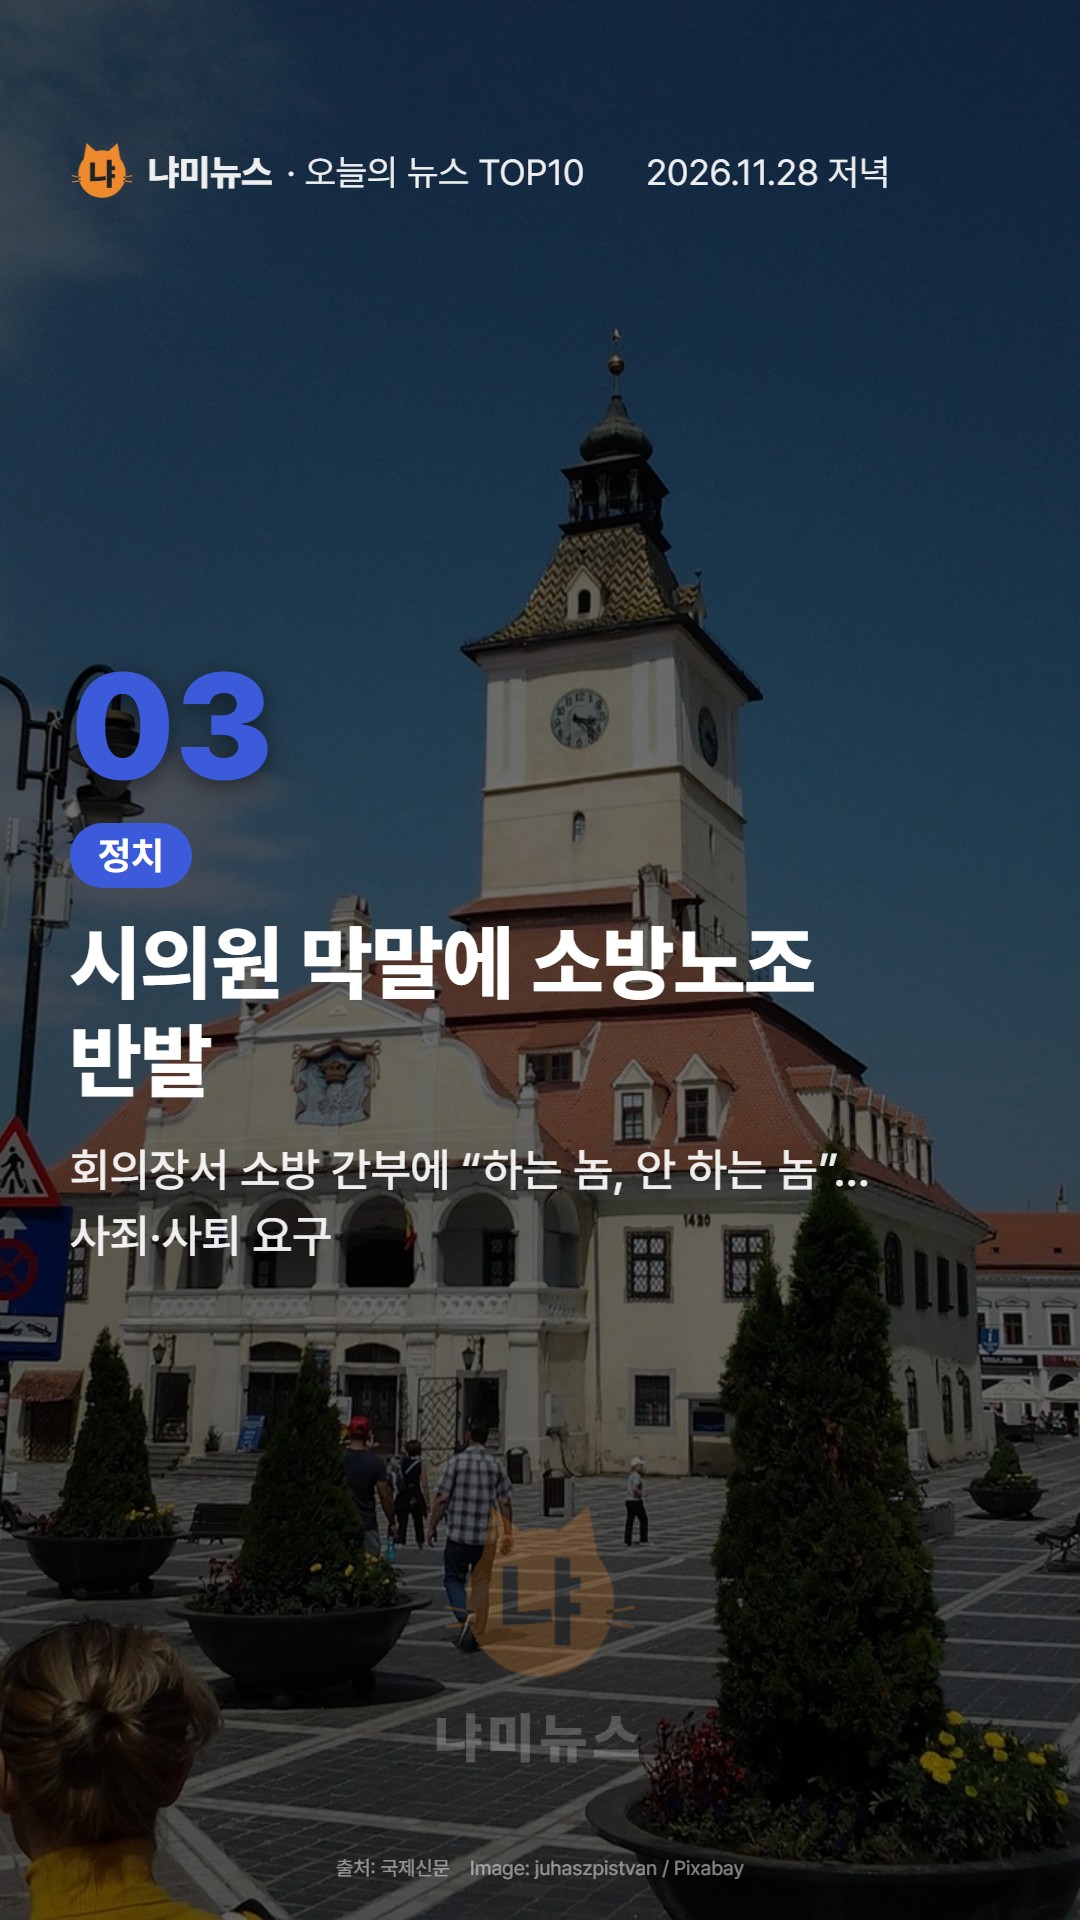 냐 냐미뉴스 · 오늘의 뉴스 TOP10 2026.11.28 저녁
03
정치
시의원 막말에 소방노조
반발
회의장서 소방 간부에 “하는 놈, 안 하는 놈”…
사죄·사퇴 요구
1420
냐
냐미뉴스
출처: 국제신문 Image: juhaszpistvan / Pixabay